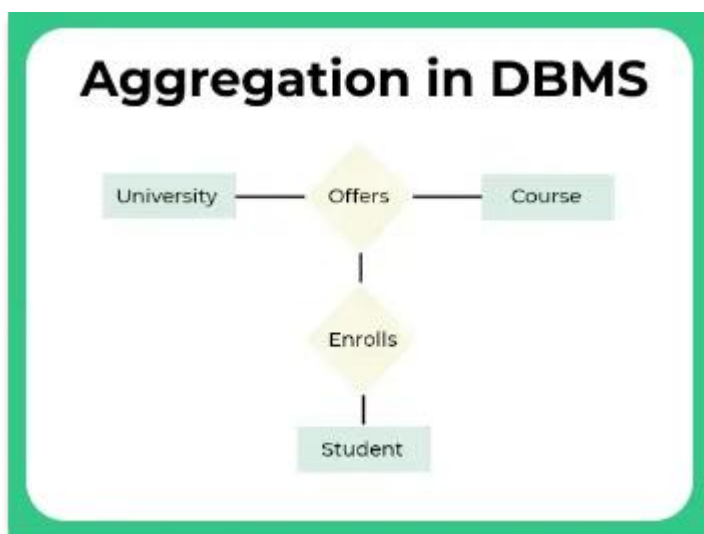 Aggregation in DBMS
University
Offers
Course
Enrolls
Student